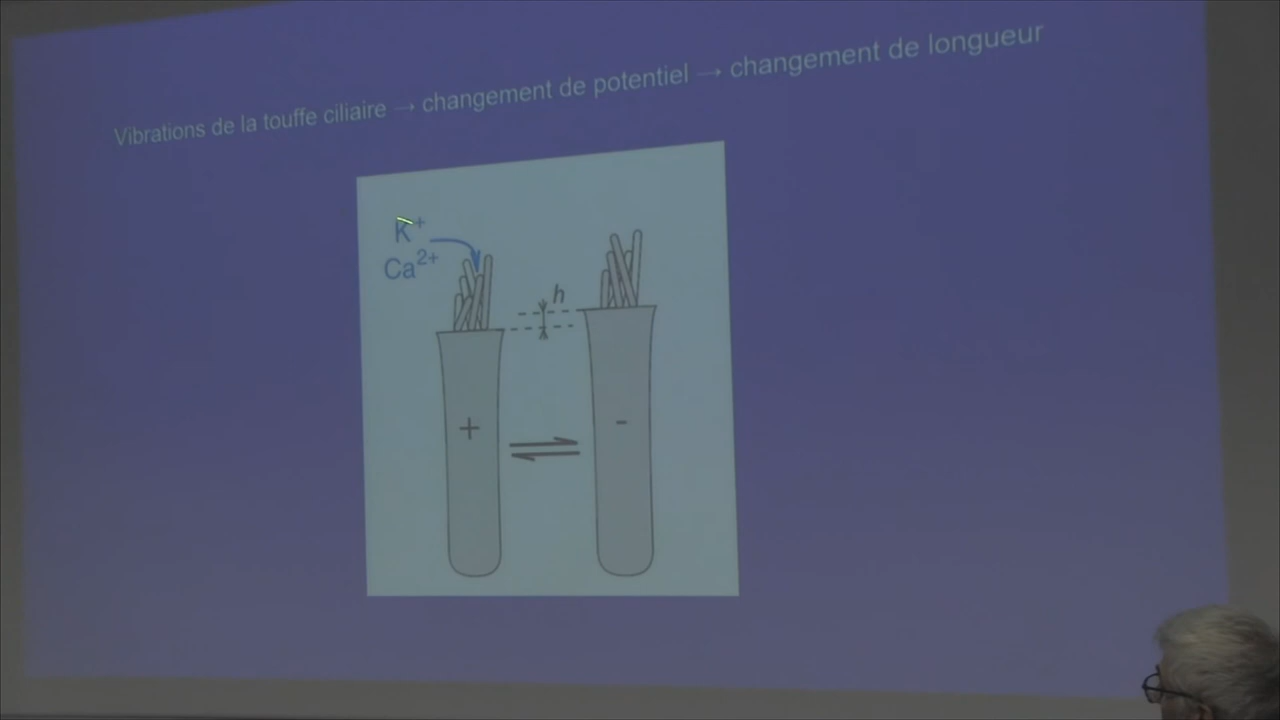 Vibrations de la touffe ciliaire → changement de potentiel → changement de longueur
K+
Ca2+
h
+
-